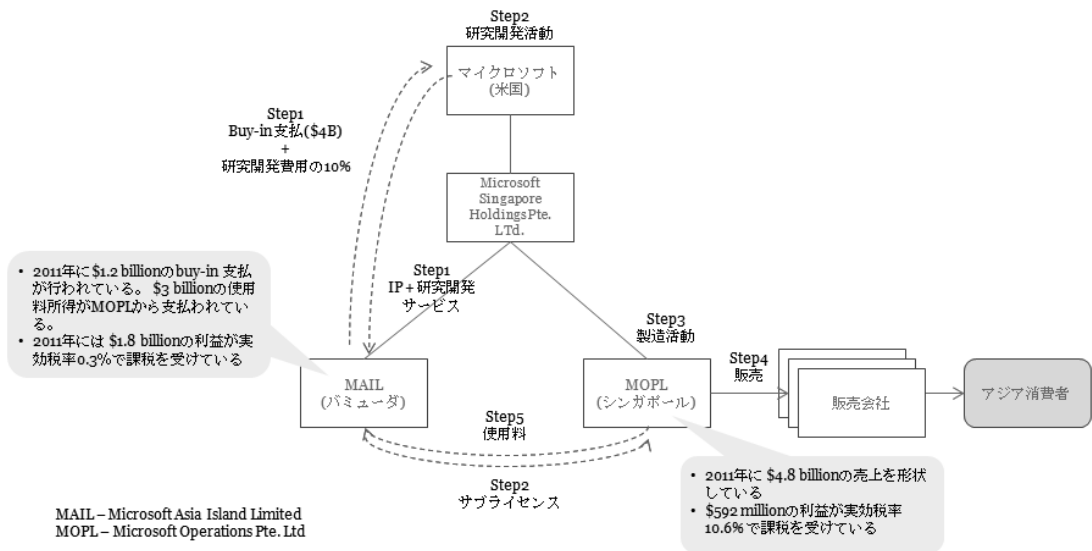 Step2
研究開発活動
マイクロソフト
(米国)
Step1
Buy-in 支払($4B)
+
研究開発費用の10%
Microsoft
Singapore
Holdings Pte.
LTd.
• 2011年に $1.2 billionのbuy-in 支払
が行われている。 $3 billionの使用
料所得がMOPLから支払われてい
る。
• 2011年には $1.8 billionの利益が実
効税率0.3%で課税を受けている
Step1
IP + 研究開発
サービス
Step3
製造活動
MAIL
(バミューダ)
MOPL
(シンガポール)
Step4
販売
販売会社
アジア消費者
Step5
使用料
Step2
サブライセンス
• 2011年に $4.8 billionの売上を形状
している
• $592 millionの利益が実効税率
10.6%で課税を受けている
MAIL – Microsoft Asia Island Limited
MOPL – Microsoft Operations Pte. Ltd